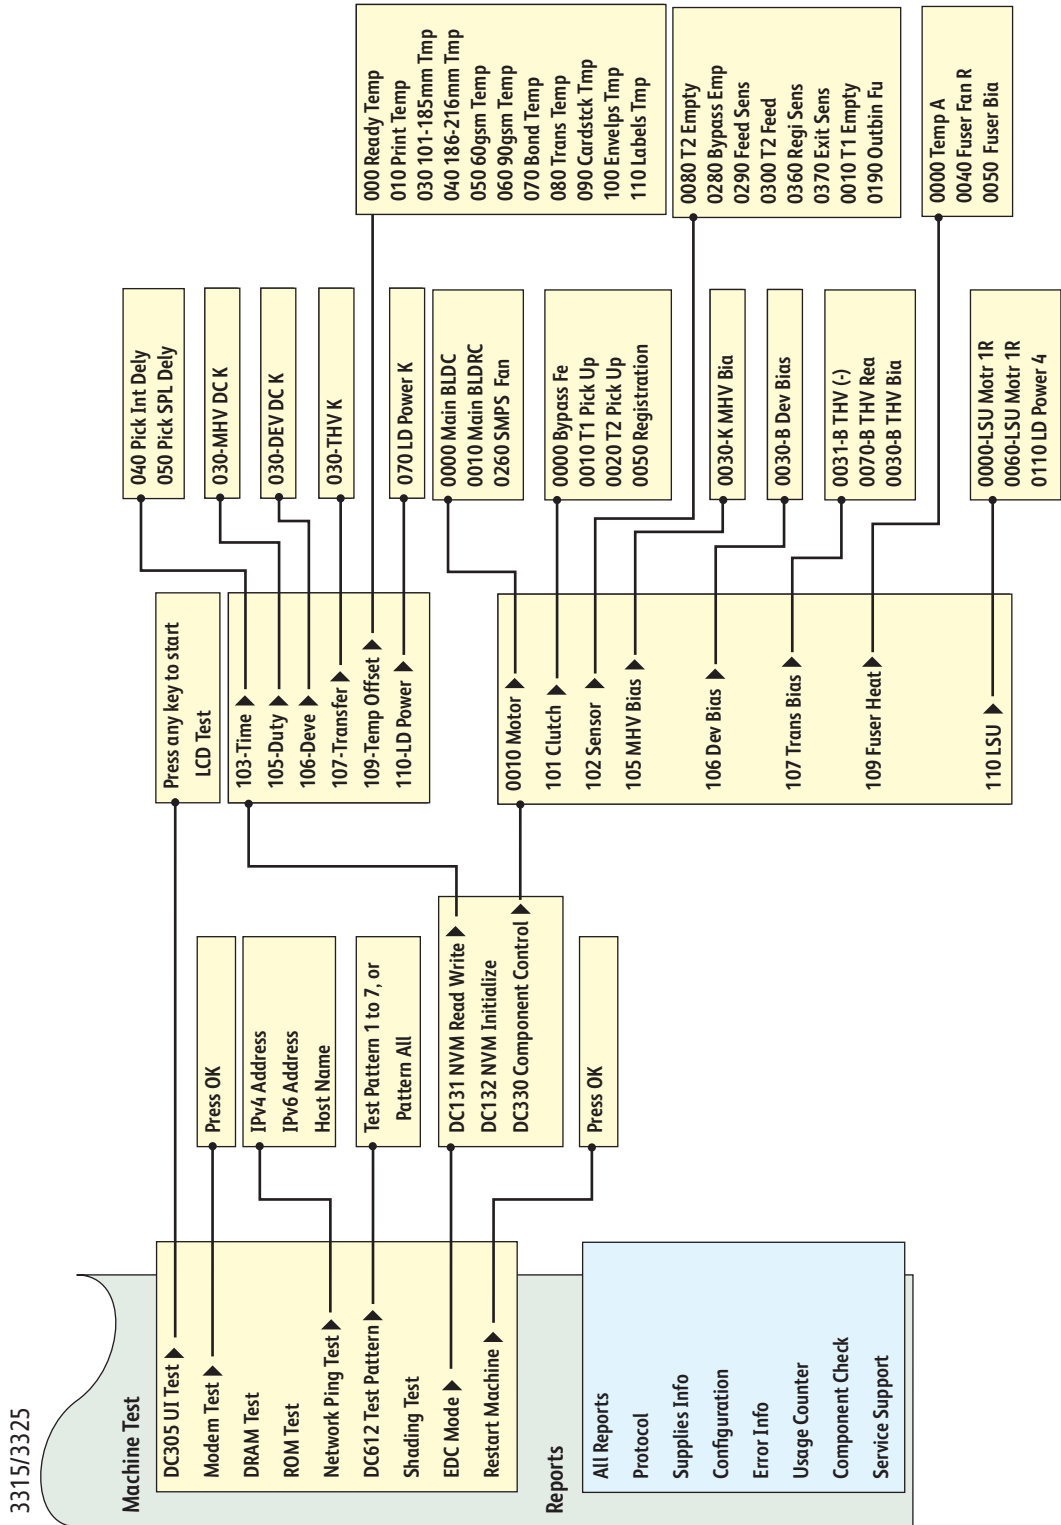 3315/3325
Machine Test
DC305 UI Test
Modem Test
DRAM Test
ROM Test
Network Ping Test
DC612 Test Pattern
Shading Test
EDC Mode
Restart Machine
Reports
All Reports
Protocol
Supplies Info
Configuration
Error Info
Usage Counter
Component Check
Service Support
Press OK
IPv4 Address
IPv6 Address
Host Name
Test Pattern 1 to 7, or
Pattern All
DC131 NVM Read Write
DC132 NVM Initialize
DC330 Component Control
Press OK
Press any key to start
LCD Test
103-Time
105-Duty
106-Deve
107-Transfer
109-Temp Offset
110-LD Power
0010 Motor
101 Clutch
102 Sensor
105 MHV Bias
106 Dev Bias
107 Trans Bias
109 Fuser Heat
110 LSU
040 Pick Int Dely
050 Pick SPL Dely
030-MHV DC K
030-DEV DC K
030-THV K
070 LD Power K
0000 Main BLDC
0010 Main BLDRC
0260 SMPS Fan
0000 Bypass Fe
0010 T1 Pick Up
0020 T2 Pick Up
0050 Registration
0030-K MHV Bia
0030-B Dev Bias
0031-B THV (-)
0070-B THV Rea
0030-B THV Bia
0000-LSU Motr 1R
0060-LSU Motr 1R
0110 LD Power 4
000 Ready Temp
010 Print Temp
030 101-185mm Tmp
040 186-216mm Tmp
050 60gsm Temp
060 90gsm Temp
070 Bond Temp
080 Trans Temp
090 Cardstck Tmp
100 Envelps Tmp
110 Labels Tmp
0080 T2 Empty
0280 Bypass Emp
0290 Feed Sens
0300 T2 Feed
0360 Regi Sens
0370 Exit Sens
0010 T1 Empty
0190 Outbin Fu
0000 Temp A
0040 Fuser Fan R
0050 Fuser Bia